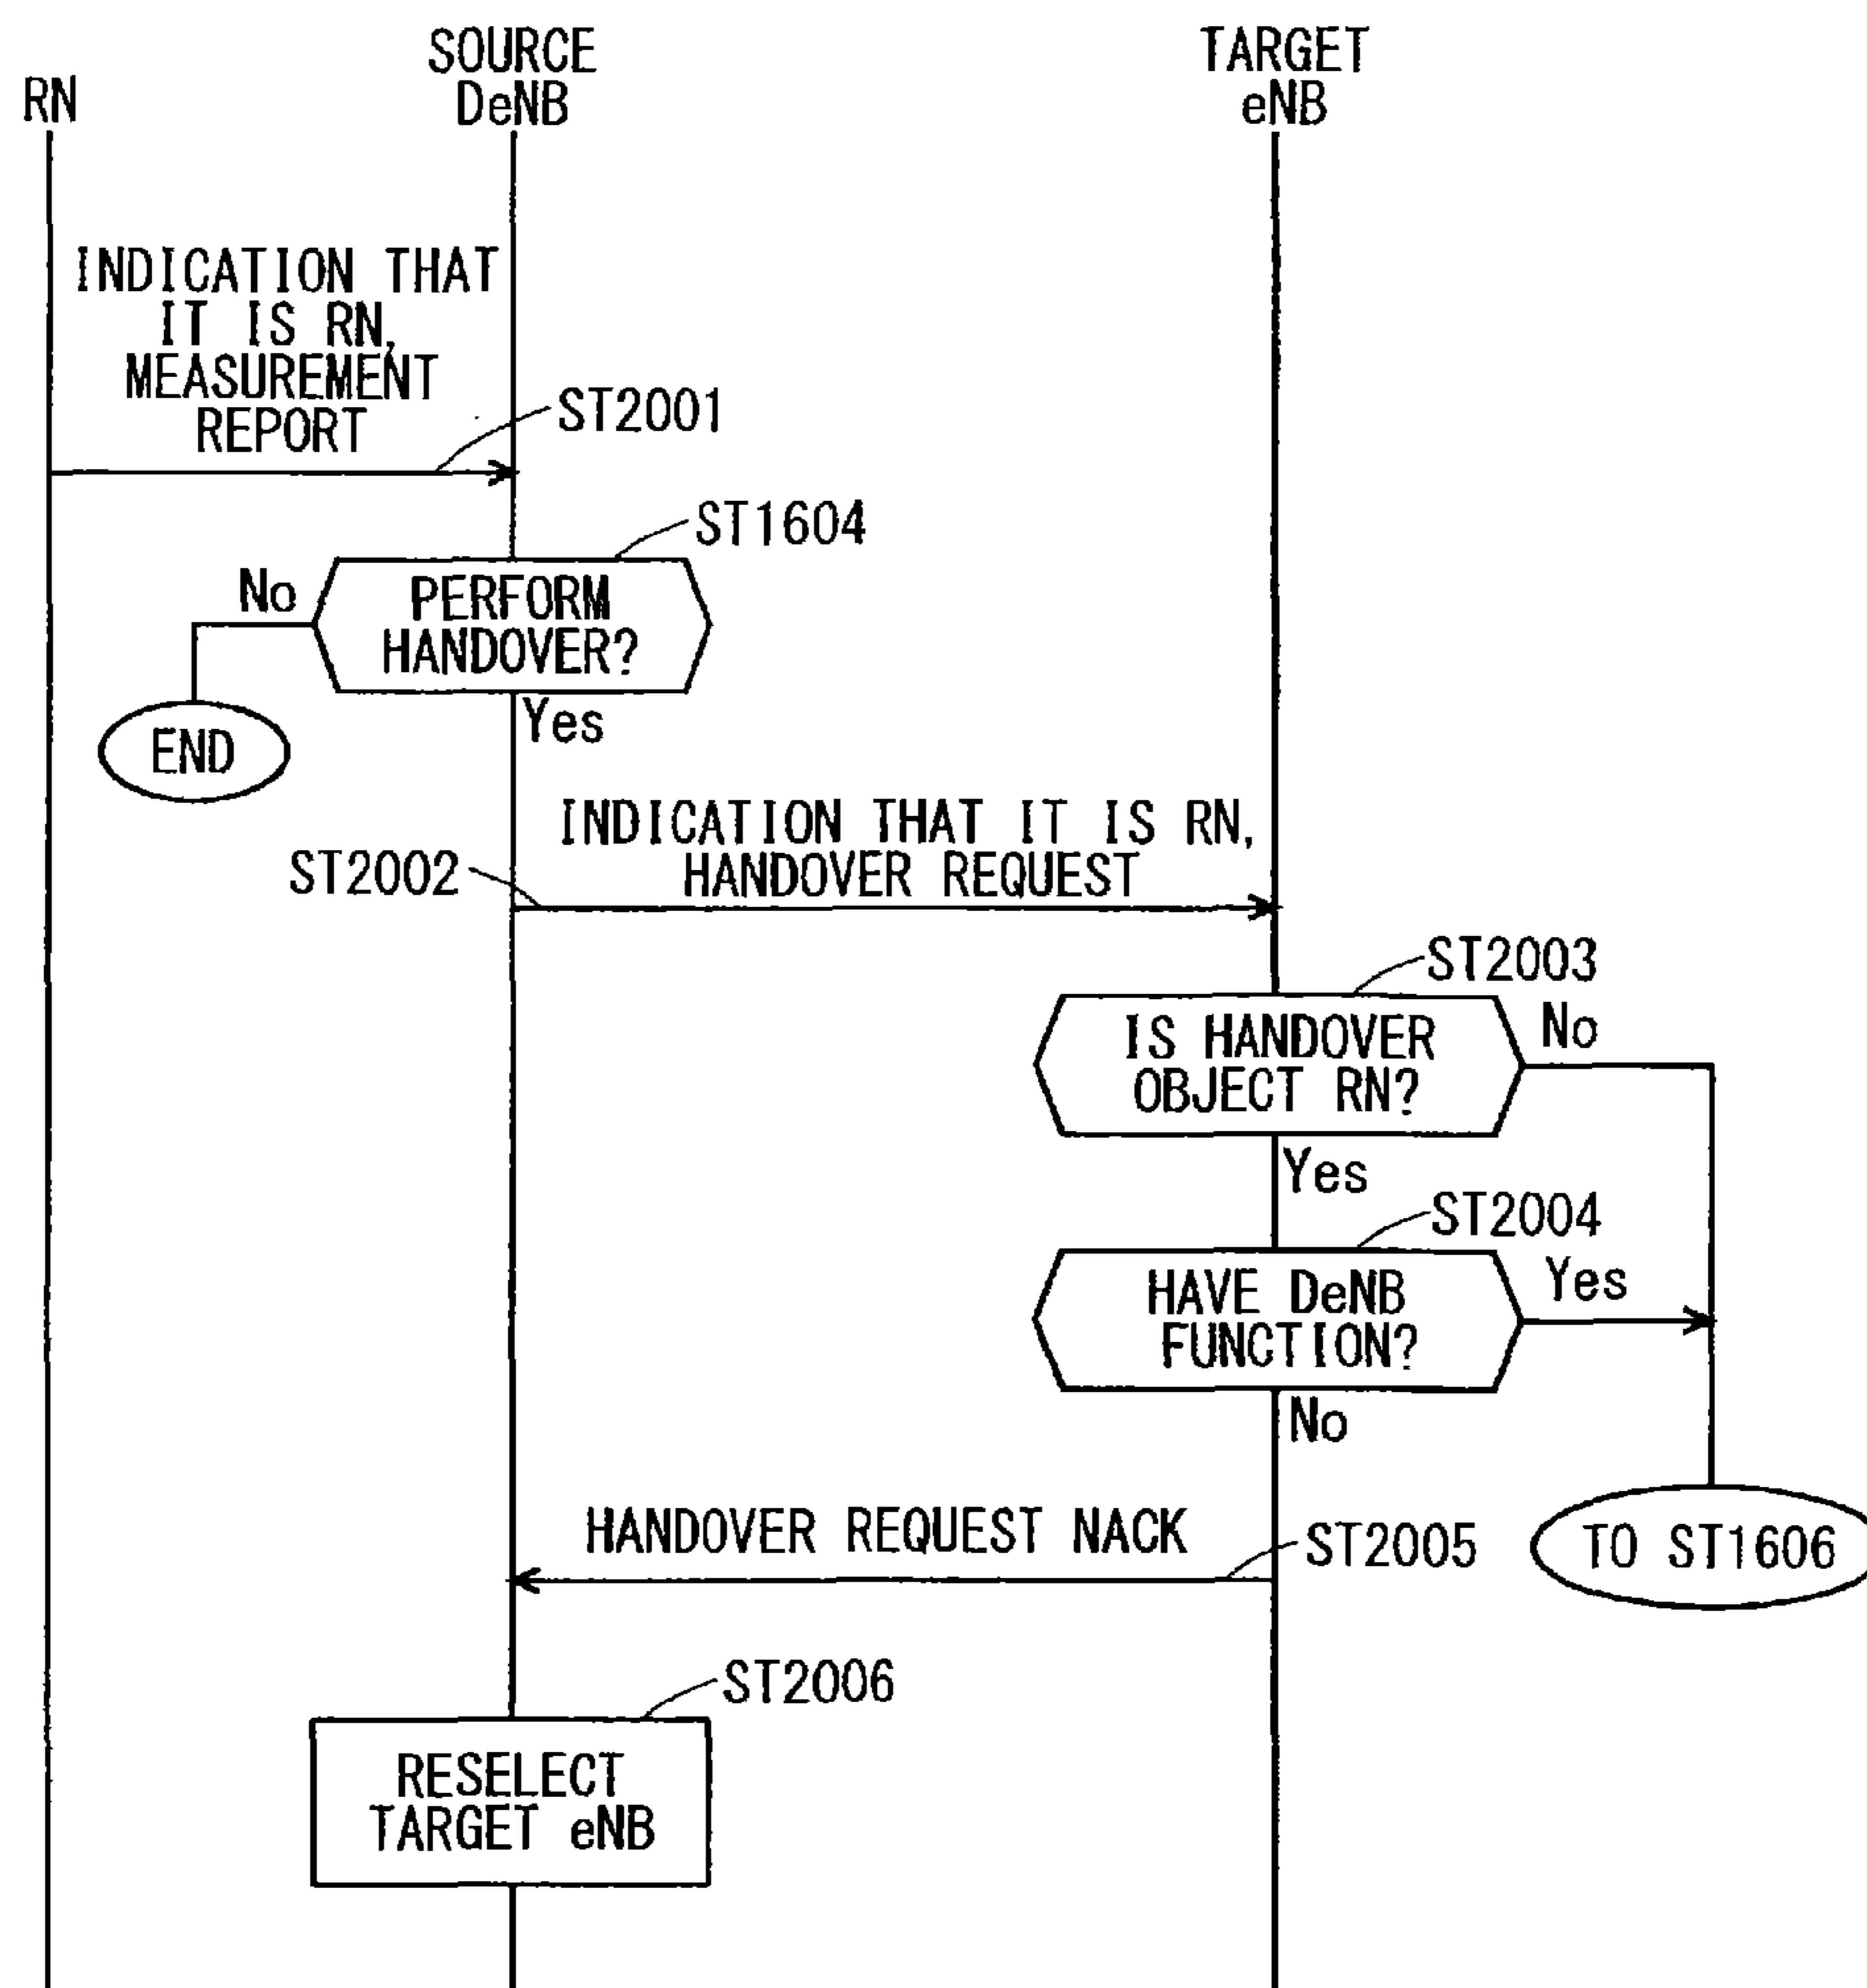 RN
SOURCE
DeNB
TARGET
eNB
INDICATION THAT
IT IS RN,
MEASUREMENT
REPORT
ST2001
ST1604
No
PERFORM
HANDOVER?
Yes
END
INDICATION THAT IT IS RN,
HANDOVER REQUEST
ST2002
ST2003
IS HANDOVER
OBJECT RN?
No
Yes
ST2004
HAVE DeNB
FUNCTION?
Yes
No
HANDOVER REQUEST NACK
ST2005
TO ST1606
ST2006
RESELECT
TARGET eNB